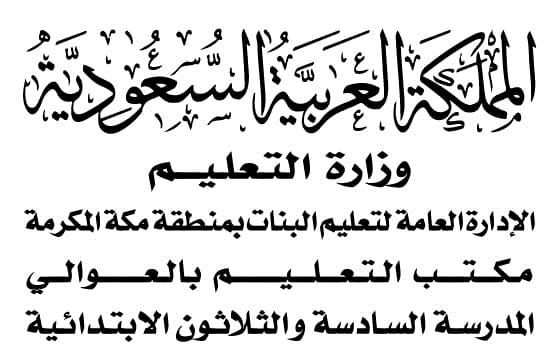 المملكة العربية السعودية
وزارة التعليم
الإدارة العامة لتعليم البنات بمنطقة مكة المكرمة
مكتب التعليم بالعوالي
المدرسة السادسة والثلاثون الابتدائية